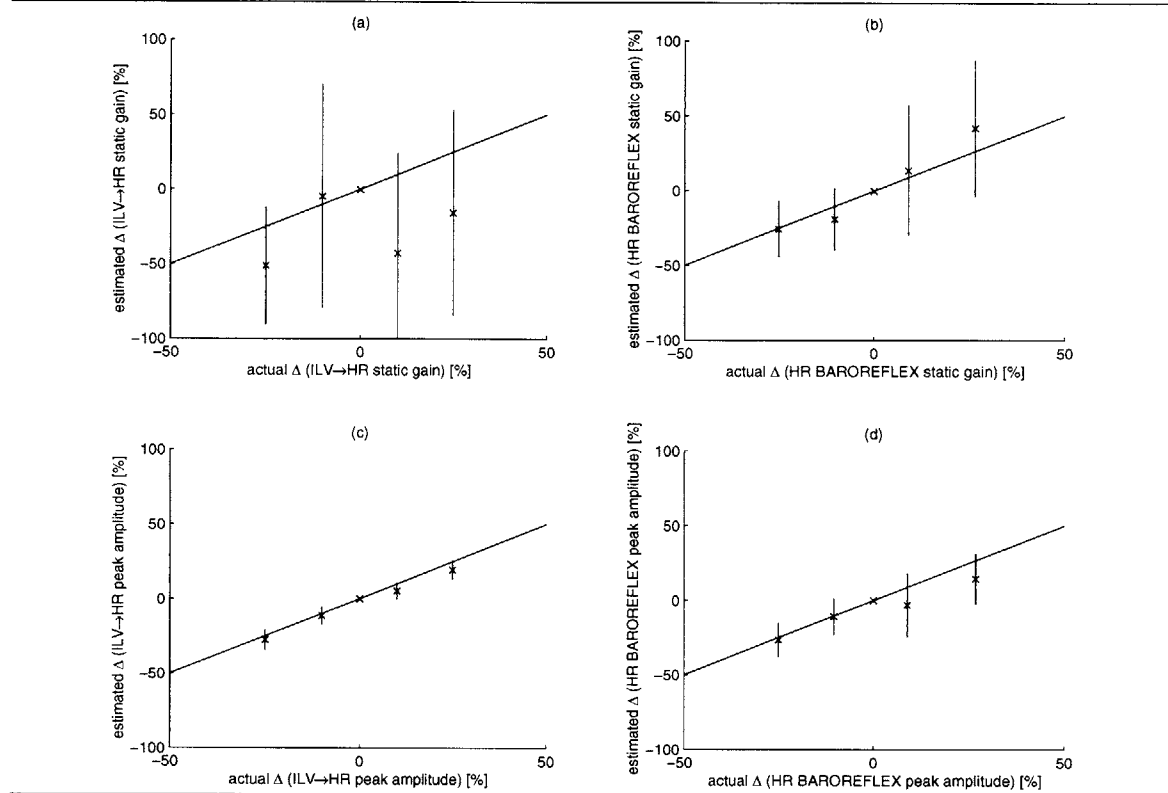 (a)
100
50
0
−50
−100
−50
0
50
estimated Δ (ILV→HR static gain) [%]
actual Δ (ILV→HR static gain) [%]
(b)
100
50
0
−50
−100
−50
0
50
estimated Δ (HR BAROREFLEX static gain) [%]
actual Δ (HR BAROREFLEX static gain) [%]
(c)
100
50
0
−50
−100
−50
0
50
estimated Δ (ILV→HR peak amplitude) [%]
actual Δ (ILV→HR peak amplitude) [%]
(d)
100
50
0
−50
−100
−50
0
50
estimated Δ (HR BAROREFLEX peak amplitude) [%]
actual Δ (HR BAROREFLEX peak amplitude) [%]